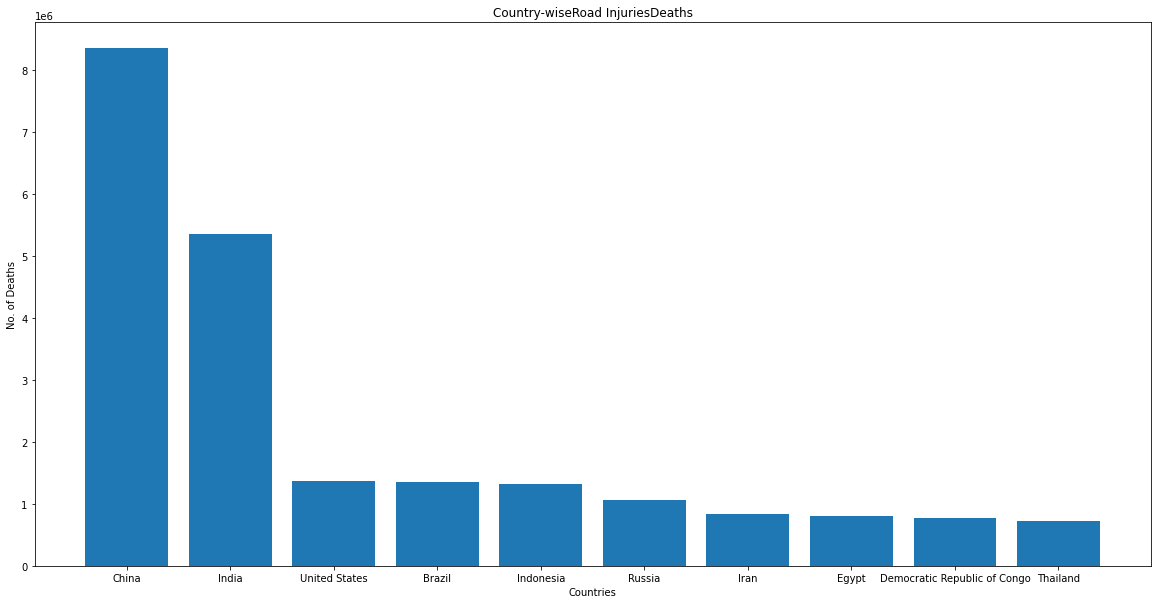 Country-wiseRoad InjuriesDeaths
1e6
8
7
6
5
4
3
2
1
0
No. of Deaths
China India United States Brazil Indonesia Russia Iran Egypt Democratic Republic of Congo Thailand
Countries